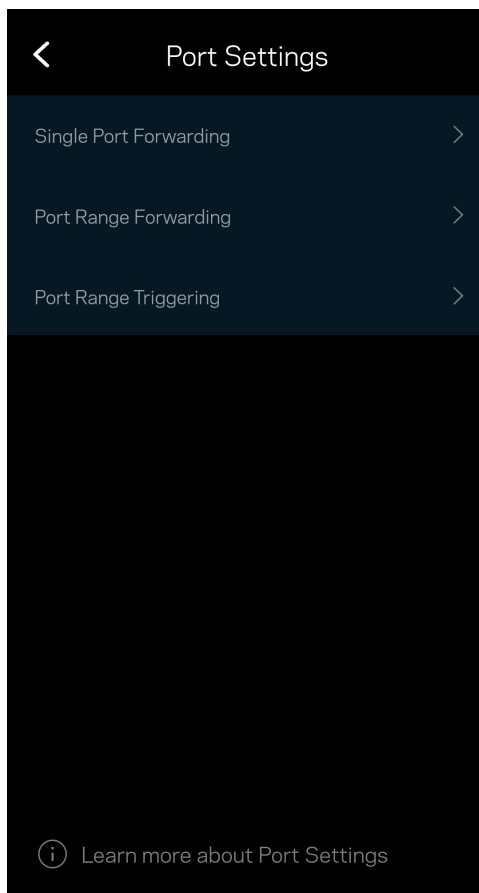 Port Settings
Single Port Forwarding
Port Range Forwarding
Port Range Triggering
Learn more about Port Settings